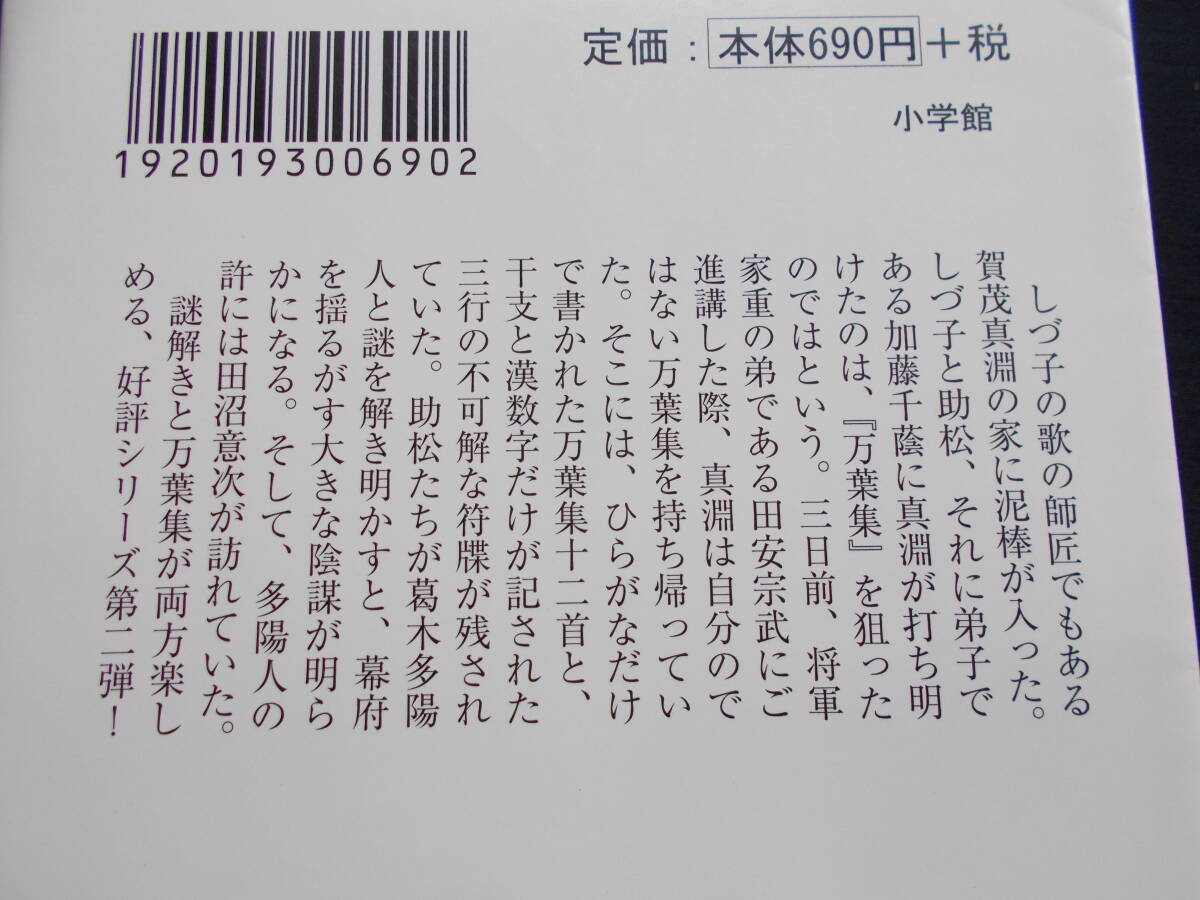 定価：本体690円＋税
小学館
1920193006902
しづ子の歌の師匠でもある
賀茂真淵の家に泥棒が入った。
しづ子と助松、それに弟子で
ある加藤千蔭に真淵が打ち明
けたのは、『万葉集』を狙った
のではという。三日前、将軍
家重の弟である田安宗武にご
進講した際、真淵は自分ので
はない万葉集を持ち帰ってい
た。そこには、ひらがなだけ
で書かれた万葉集十二首と、
干支と漢数字だけが記された
三行の不可解な符牒が残され
ていた。助松たちが葛木多陽
人と謎を解き明かすと、幕府
を揺るがす大きな陰謀が明ら
かになる。そして、多陽人の
許には田沼意次が訪れていた。
謎解きと万葉集が両方楽し
める、好評シリーズ第二弾！